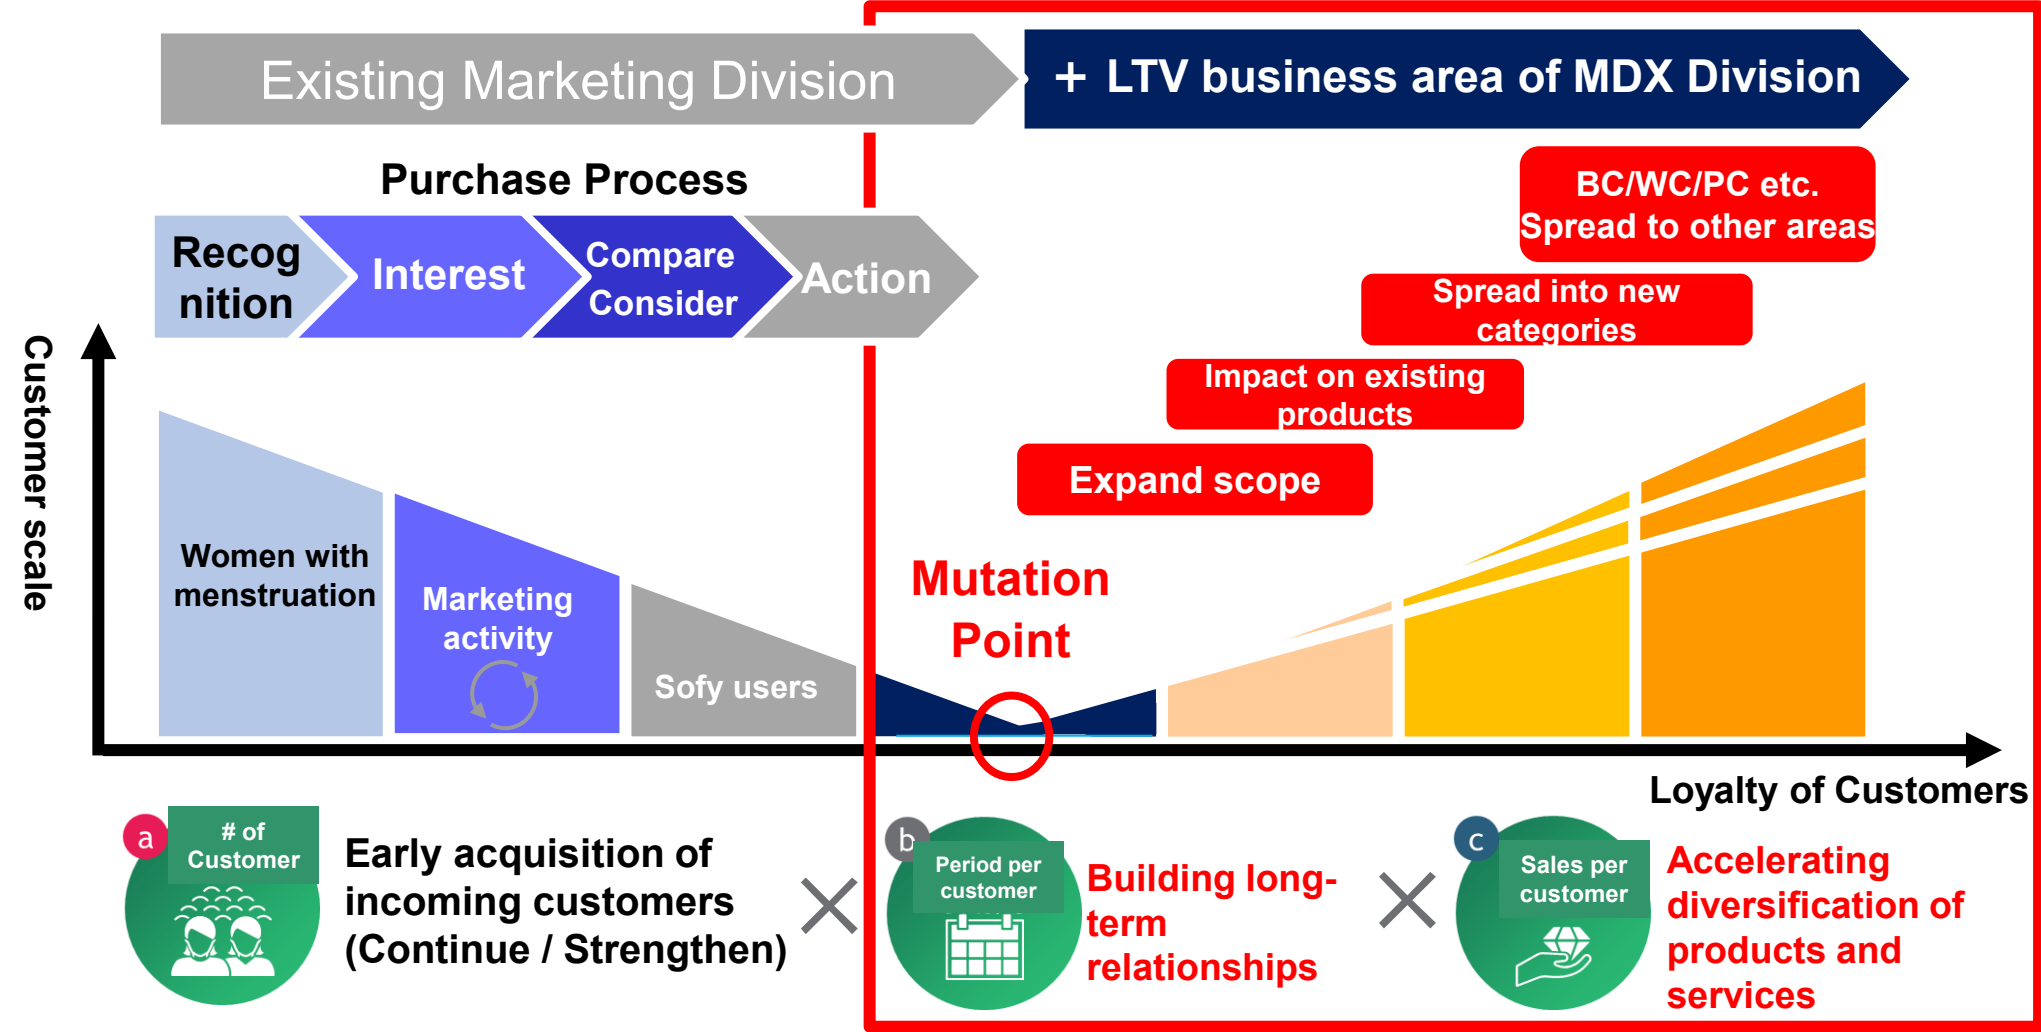 Existing Marketing Division
+ LTV business area of MDX Division
Purchase Process
Recog
nition
Interest
Compare
Consider
Action
BC/WC/PC etc.
Spread to other areas
Spread into new
categories
Impact on existing
products
Expand scope
Customer scale
Women with
menstruation
Marketing
activity
Sofy users
Mutation
Point
Loyalty of Customers
a
# of
Customer
Early acquisition of
incoming customers
(Continue / Strengthen)
b
Period per
customer
Building long-
term
relationships
c
Sales per
customer
Accelerating
diversification of
products and
services